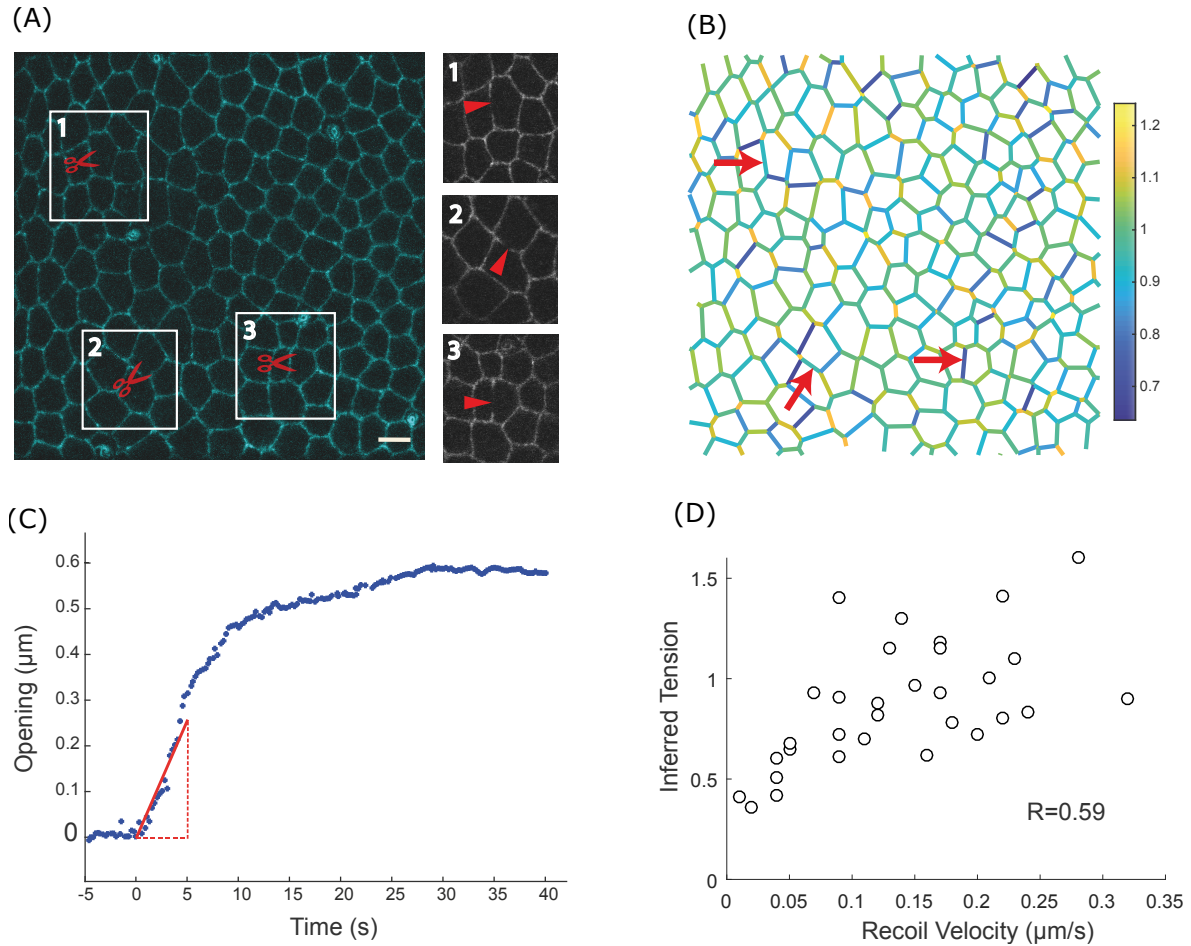 (A)
1
2
3
1
2
3
(B)
1.2
1.1
1
0.9
0.8
0.7
(C)
Opening (µm)
0.6
0.5
0.4
0.3
0.2
0.1
0
-5 0 5 10 15 20 25 30 35 40
Time (s)
(D)
Inferred Tension
1.5
1
0.5
0
R=0.59
0 0.05 0.1 0.15 0.2 0.25 0.3 0.35
Recoil Velocity (µm/s)